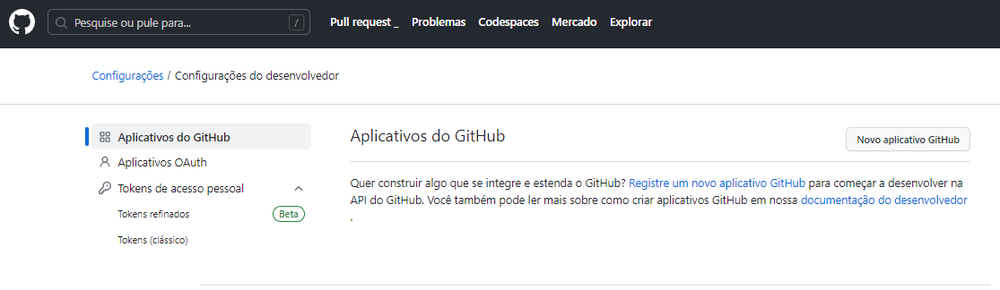 Pesquise ou pule para... / Pull request _ Problemas Codespaces Mercado Explorar
Configurações / Configurações do desenvolvedor
Aplicativos do GitHub
Aplicativos OAuth
Tokens de acesso pessoal
Tokens refinados Beta
Tokens (clássico)
Aplicativos do GitHub Novo aplicativo GitHub
Quer construir algo que se integre e estenda o GitHub? Registre um novo aplicativo GitHub para começar a desenvolver na
API do GitHub. Você também pode ler mais sobre como criar aplicativos GitHub em nossa documentação do desenvolvedor
.